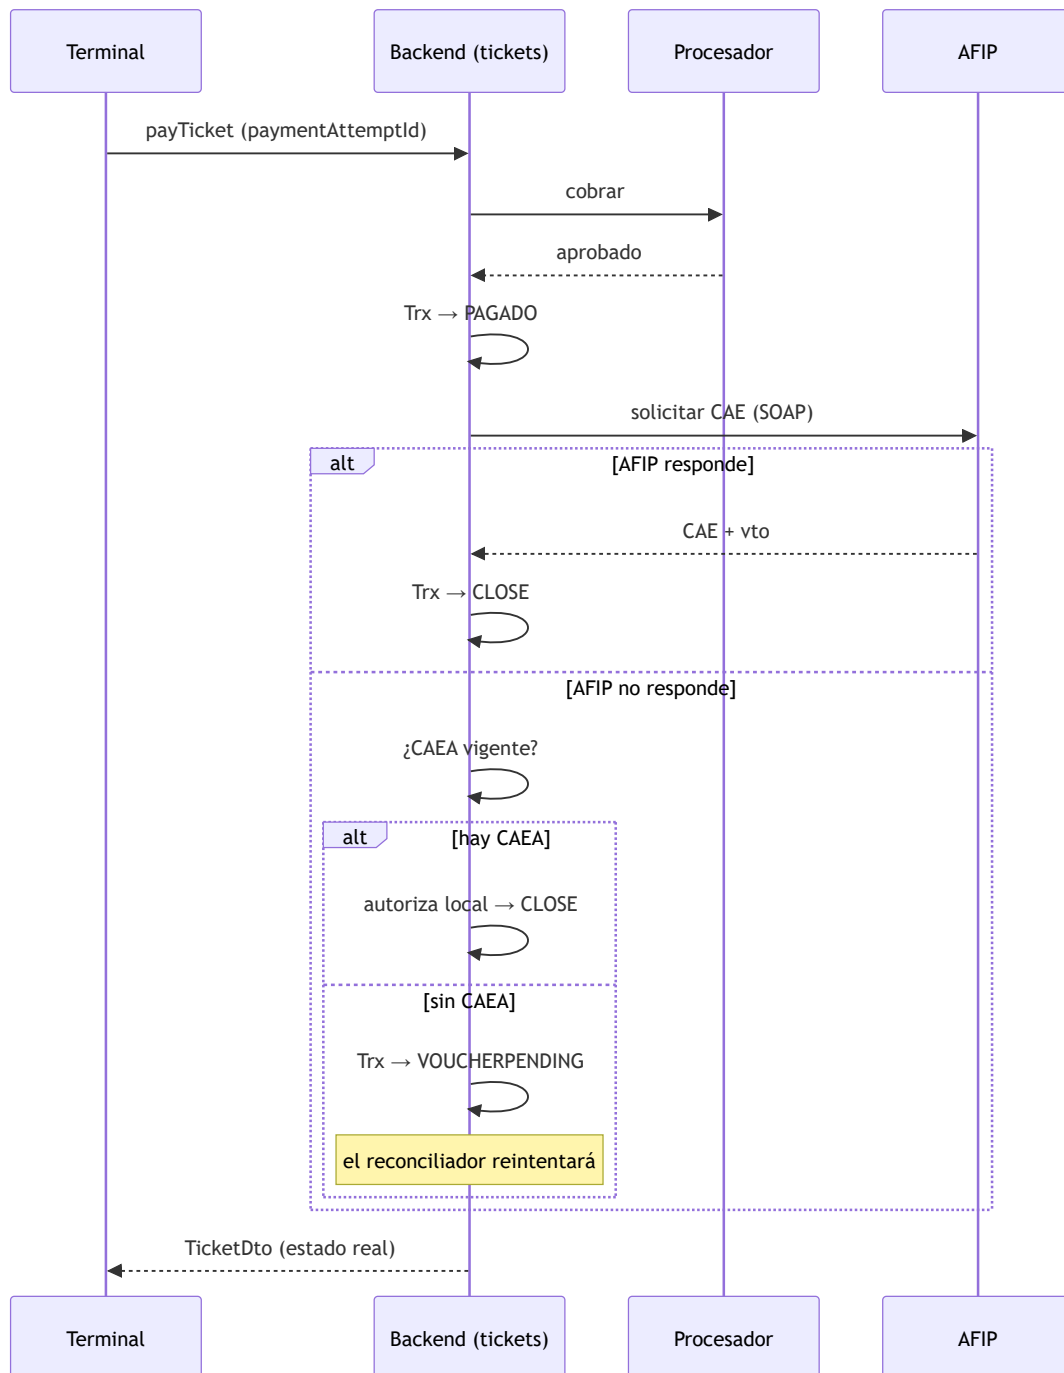 Terminal
Backend (tickets)
Procesador
AFIP
payTicket (paymentAttemptId)
cobrar
aprobado
Trx → PAGADO
solicitar CAE (SOAP)
alt
[AFIP responde]
CAE + vto
Trx → CLOSE
[AFIP no responde]
¿CAEA vigente?
alt
[hay CAEA]
autoriza local → CLOSE
[sin CAEA]
Trx → VOUCHERPENDING
el reconciliador reintentará
TicketDto (estado real)
Terminal
Backend (tickets)
Procesador
AFIP